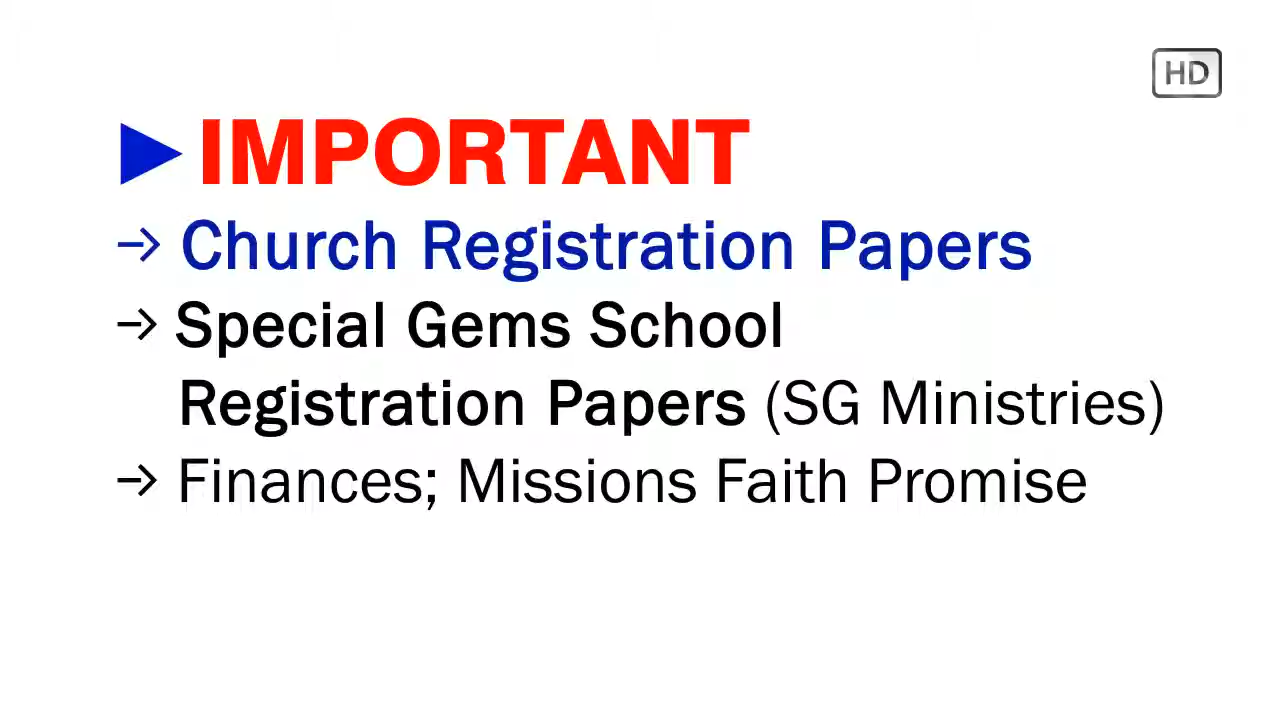 HD
►IMPORTANT
→ Church Registration Papers
→ Special Gems School
Registration Papers (SG Ministries)
→ Finances; Missions Faith Promise